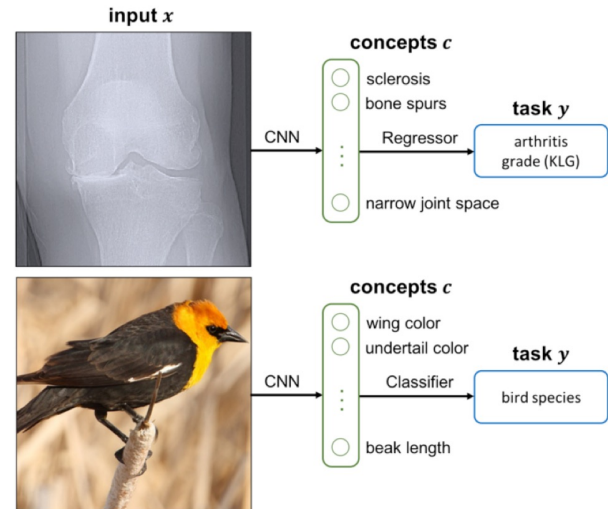 input x
concepts c
sclerosis
bone spurs
CNN
Regressor
task y
arthritis
grade (KLG)
narrow joint space
concepts c
wing color
undertail color
CNN
Classifier
task y
bird species
beak length